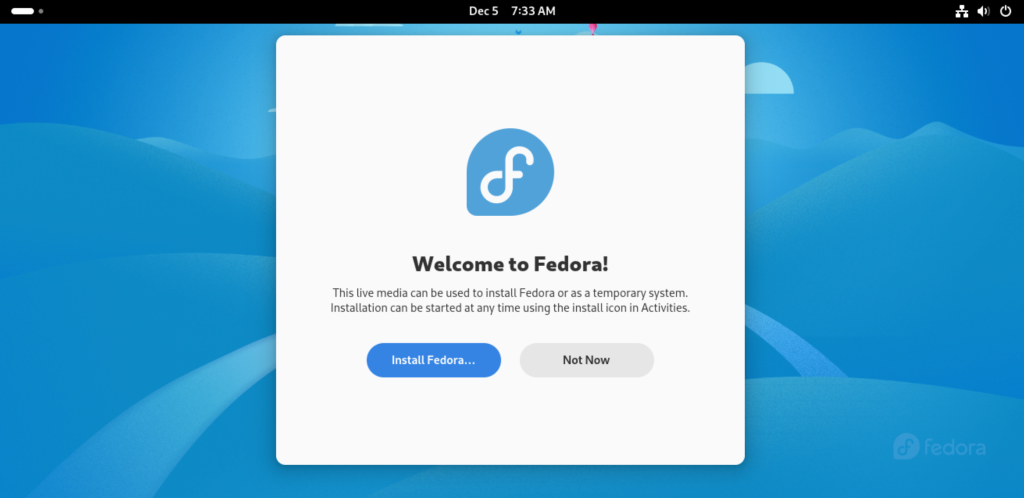 Dec 5 7:33 AM
Welcome to Fedora!
This live media can be used to install Fedora or as a temporary system.
Installation can be started at any time using the install icon in Activities.
Install Fedora…
Not Now
fedora